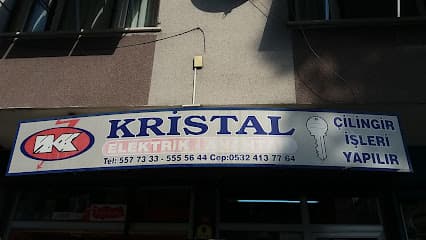 KRİSTAL
ELEKTRİK
Tel: 557 73 33 - 555 56 44 Cep:0532 413 77 64
ÇİLİNGİR
İŞLERİ
YAPILIR